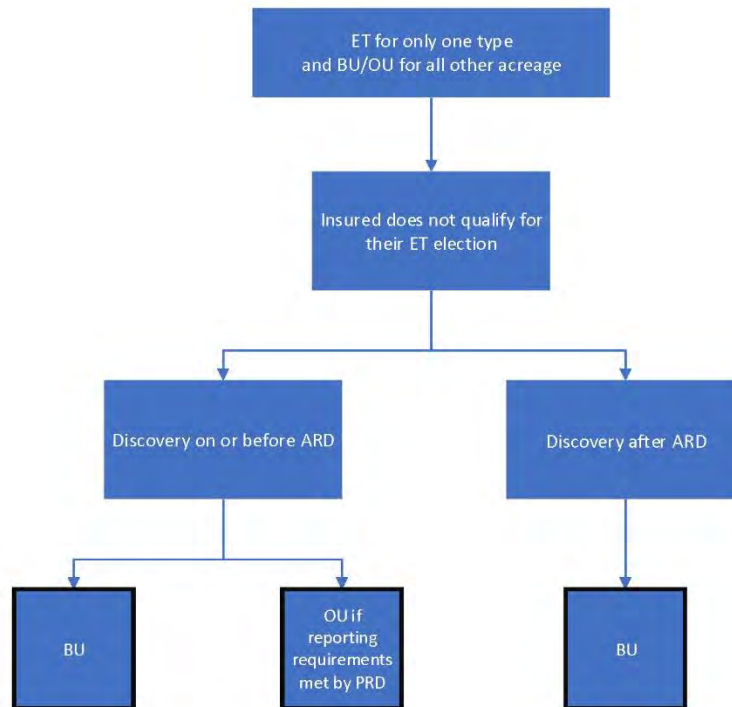 ET for only one type
and BU/OU for all other acreage
Insured does not qualify for
their ET election
Discovery on or before ARD
Discovery after ARD
BU
OU if
reporting
requirements
met by PRD
BU